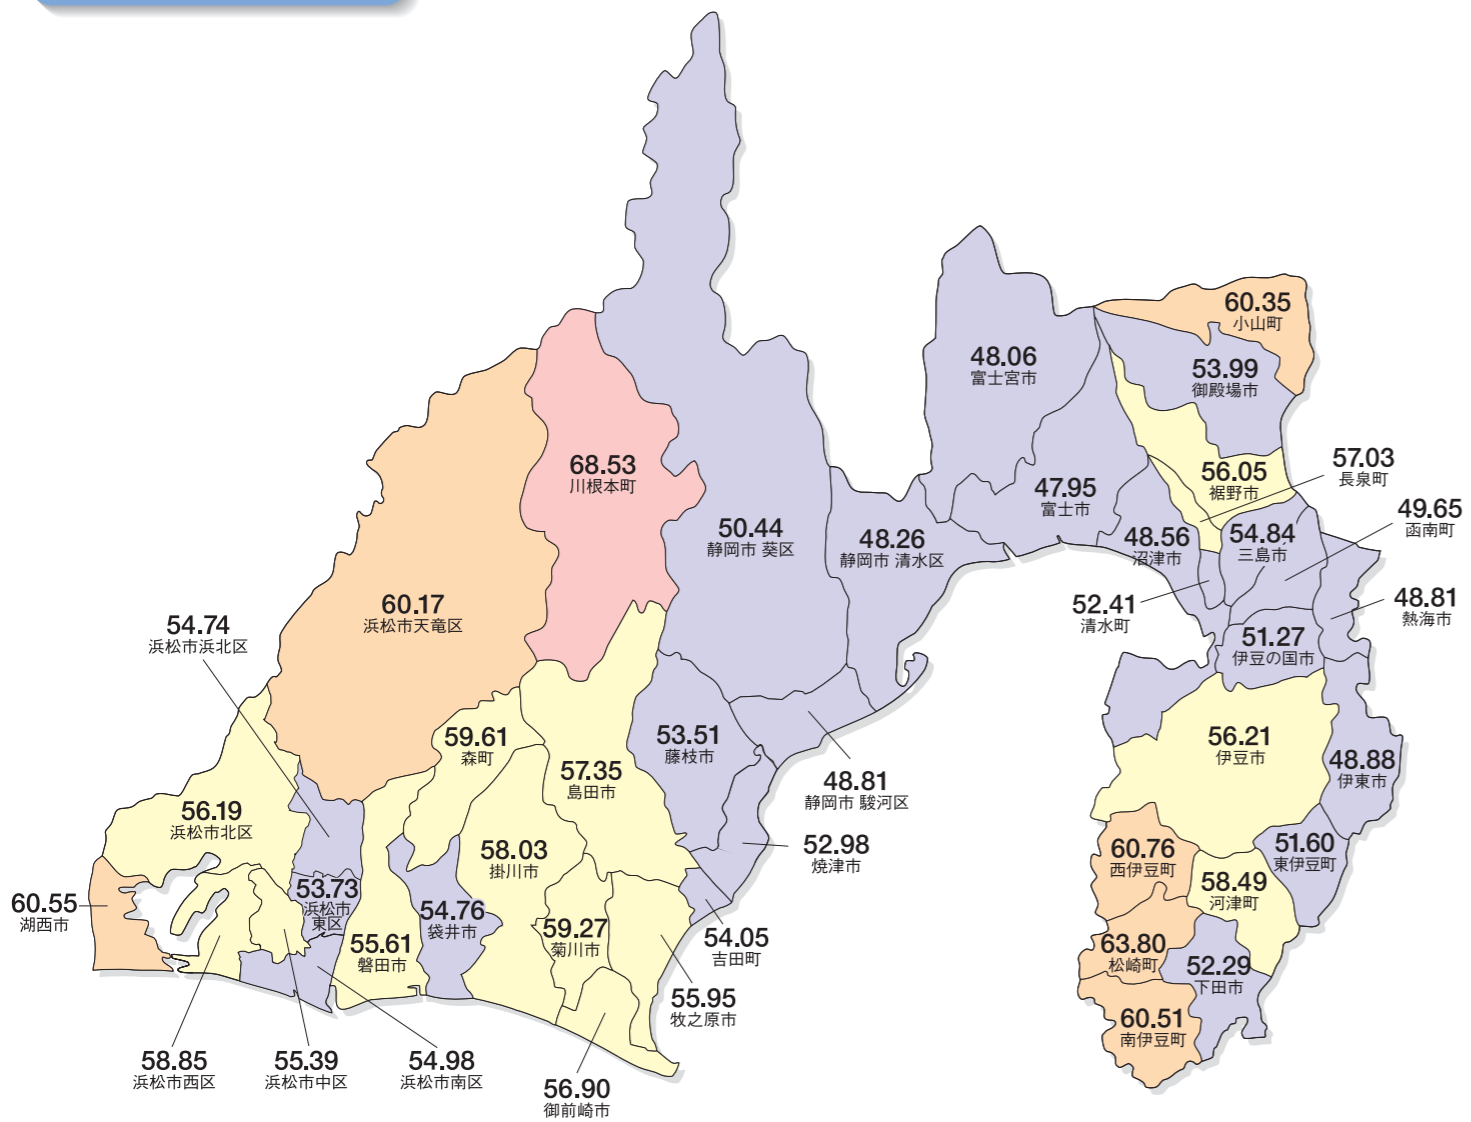 60.35
小山町
48.06
富士宮市
53.99
御殿場市
68.53
川根本町
56.05
裾野市
57.03
長泉町
47.95
富士市
49.65
函南町
50.44
静岡市 葵区
48.26
静岡市 清水区
48.56
沼津市
54.84
三島市
60.17
浜松市天竜区
52.41
清水町
48.81
熱海市
54.74
浜松市浜北区
51.27
伊豆の国市
59.61
森町
53.51
藤枝市
56.21
伊豆市
57.35
島田市
48.88
伊東市
48.81
静岡市 駿河区
56.19
浜松市北区
58.03
掛川市
52.98
焼津市
60.76
西伊豆町
51.60
東伊豆町
58.49
河津町
60.55
湖西市
53.73
浜松市
東区
54.76
袋井市
59.27
菊川市
54.05
吉田町
55.61
磐田市
63.80
松崎町
52.29
下田市
55.95
牧之原市
60.51
南伊豆町
58.85
浜松市西区
55.39
浜松市中区
54.98
浜松市南区
56.90
御前崎市